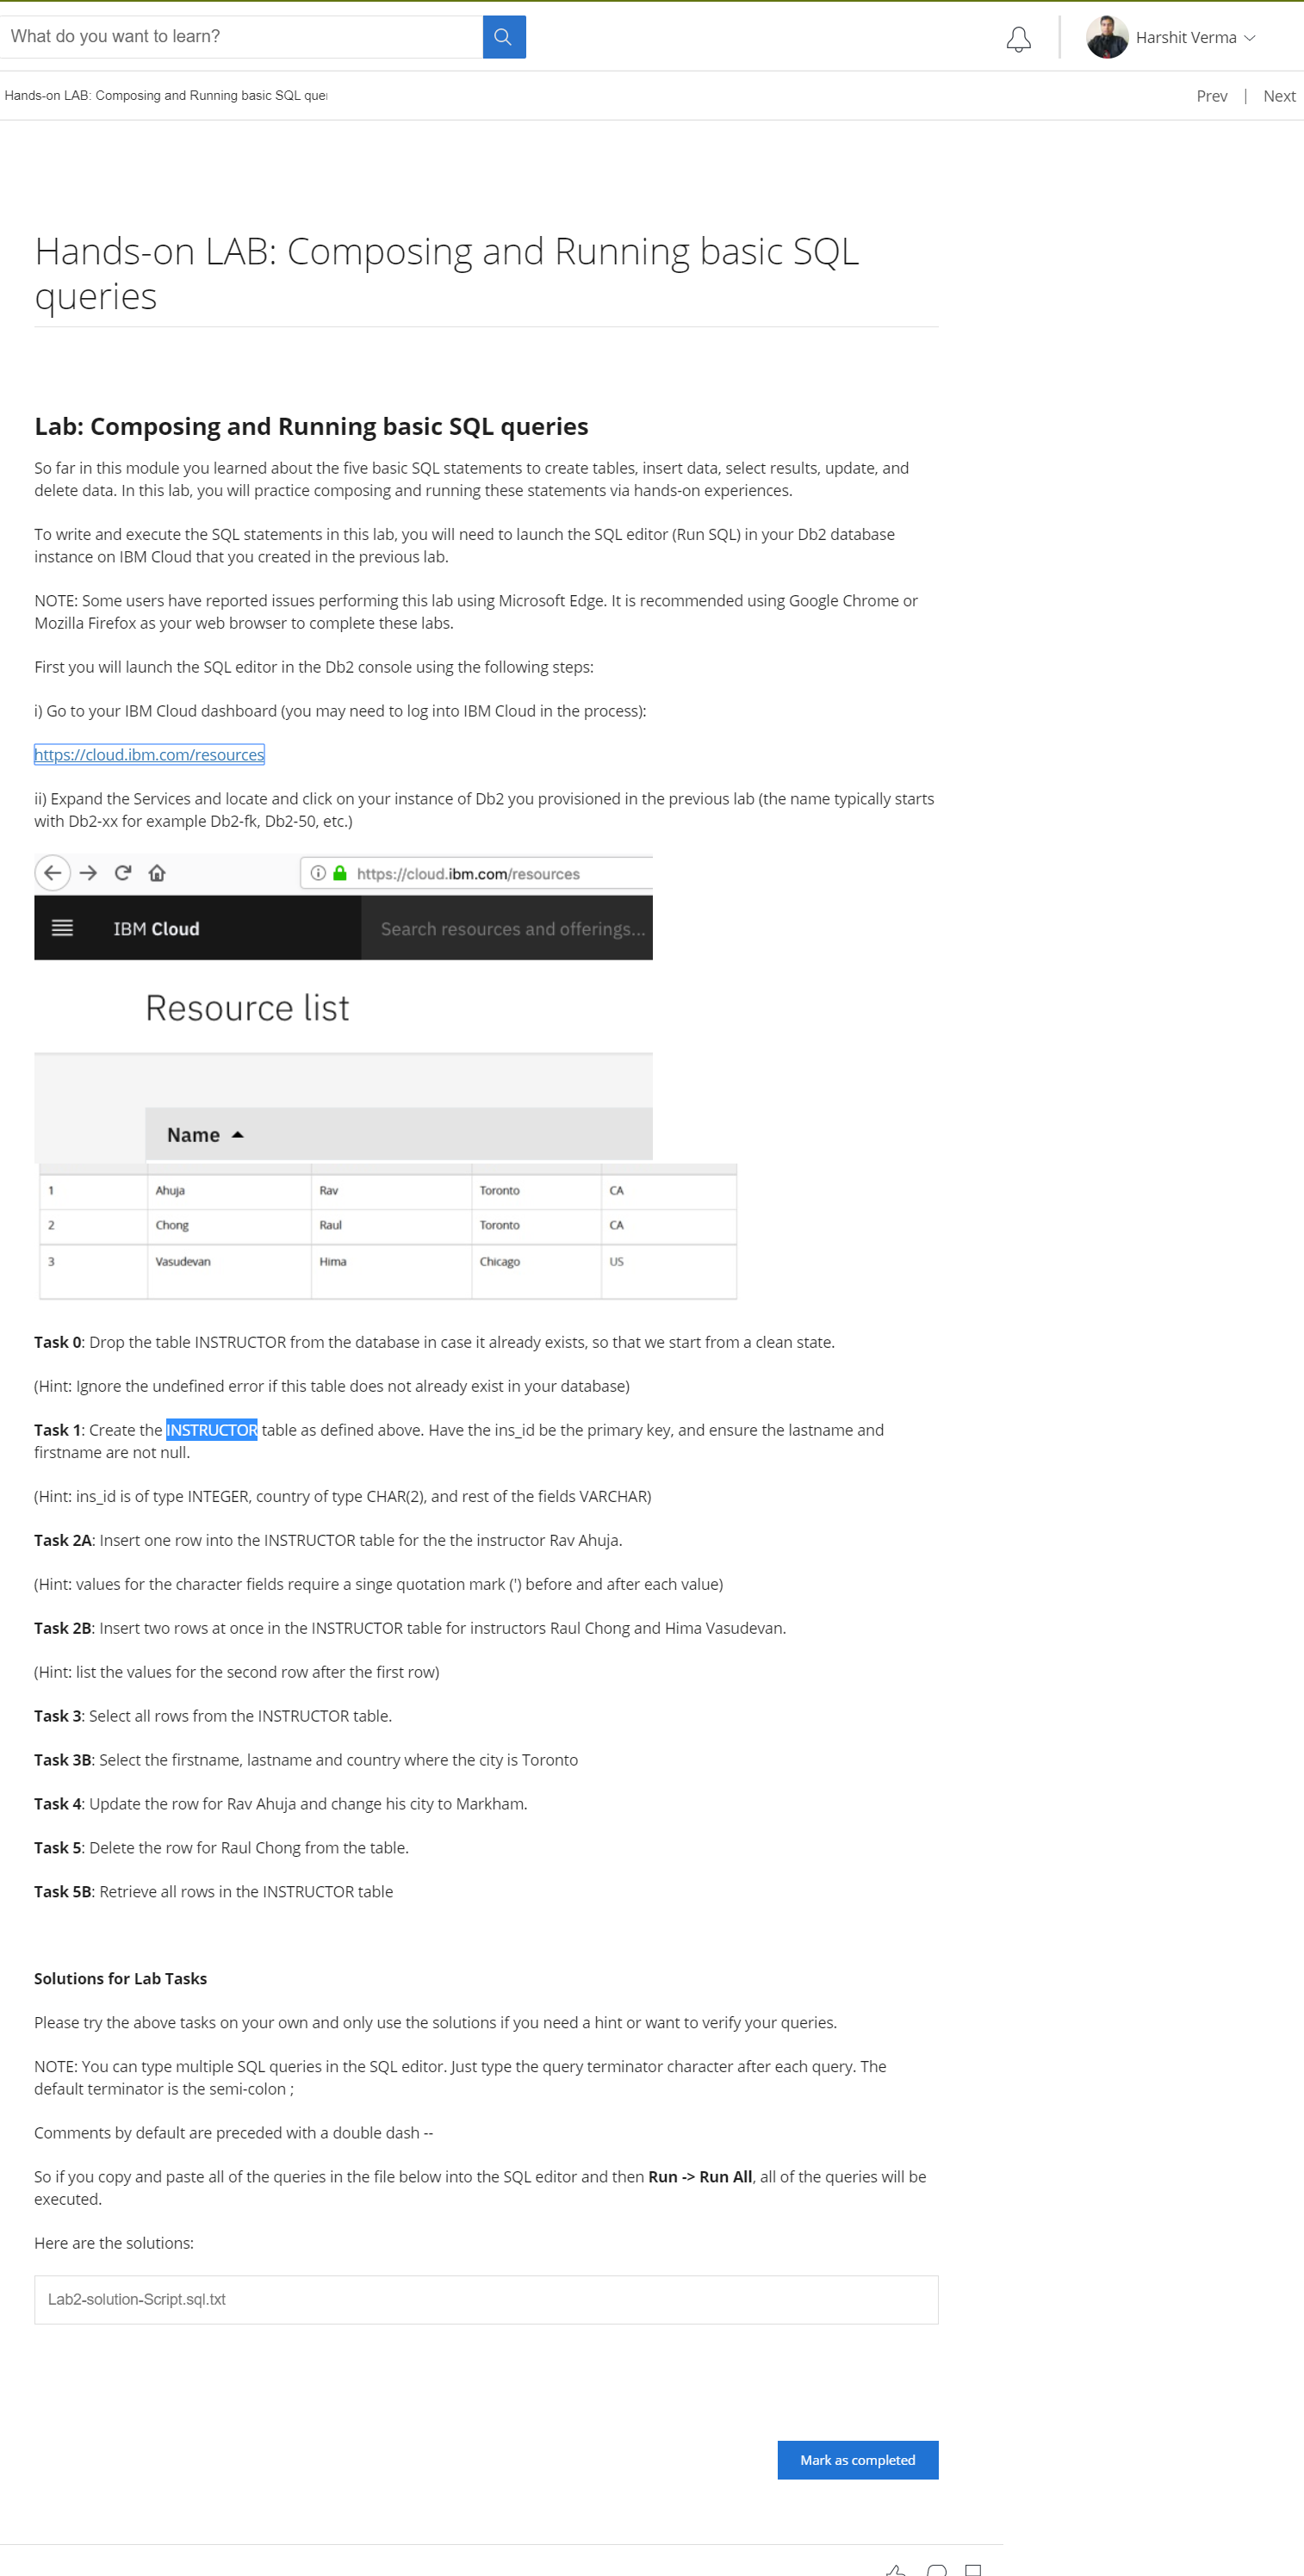 What do you want to learn?
Harshit Verma
Hands-on LAB: Composing and Running basic SQL que
Prev | Next
Hands-on LAB: Composing and Running basic SQL
queries
Lab: Composing and Running basic SQL queries
So far in this module you learned about the five basic SQL statements to create tables, insert data, select results, update, and
delete data. In this lab, you will practice composing and running these statements via hands-on experiences.
To write and execute the SQL statements in this lab, you will need to launch the SQL editor (Run SQL) in your Db2 database
instance on IBM Cloud that you created in the previous lab.
NOTE: Some users have reported issues performing this lab using Microsoft Edge. It is recommended using Google Chrome or
Mozilla Firefox as your web browser to complete these labs.
First you will launch the SQL editor in the Db2 console using the following steps:
i) Go to your IBM Cloud dashboard (you may need to log into IBM Cloud in the process):
https://cloud.ibm.com/resources
ii) Expand the Services and locate and click on your instance of Db2 you provisioned in the previous lab (the name typically starts
with Db2-xx for example Db2-fk, Db2-50, etc.)
https://cloud.ibm.com/resources
IBM Cloud Search resources and offerings...
Resource list
Name
1 Ahuja Rav Toronto CA
2 Chong Raul Toronto CA
3 Vasudevan Hima Chicago US
Task 0: Drop the table INSTRUCTOR from the database in case it already exists, so that we start from a clean state.
(Hint: Ignore the undefined error if this table does not already exist in your database)
Task 1: Create the INSTRUCTOR table as defined above. Have the ins_id be the primary key, and ensure the lastname and
firstname are not null.
(Hint: ins_id is of type INTEGER, country of type CHAR(2), and rest of the fields VARCHAR)
Task 2A: Insert one row into the INSTRUCTOR table for the the instructor Rav Ahuja.
(Hint: values for the character fields require a singe quotation mark (') before and after each value)
Task 2B: Insert two rows at once in the INSTRUCTOR table for instructors Raul Chong and Hima Vasudevan.
(Hint: list the values for the second row after the first row)
Task 3: Select all rows from the INSTRUCTOR table.
Task 3B: Select the firstname, lastname and country where the city is Toronto
Task 4: Update the row for Rav Ahuja and change his city to Markham.
Task 5: Delete the row for Raul Chong from the table.
Task 5B: Retrieve all rows in the INSTRUCTOR table
Solutions for Lab Tasks
Please try the above tasks on your own and only use the solutions if you need a hint or want to verify your queries.
NOTE: You can type multiple SQL queries in the SQL editor. Just type the query terminator character after each query. The
default terminator is the semi-colon ;
Comments by default are preceded with a double dash --
So if you copy and paste all of the queries in the file below into the SQL editor and then Run -> Run All, all of the queries will be
executed.
Here are the solutions:
Lab2-solution-Script.sql.txt
Mark as completed